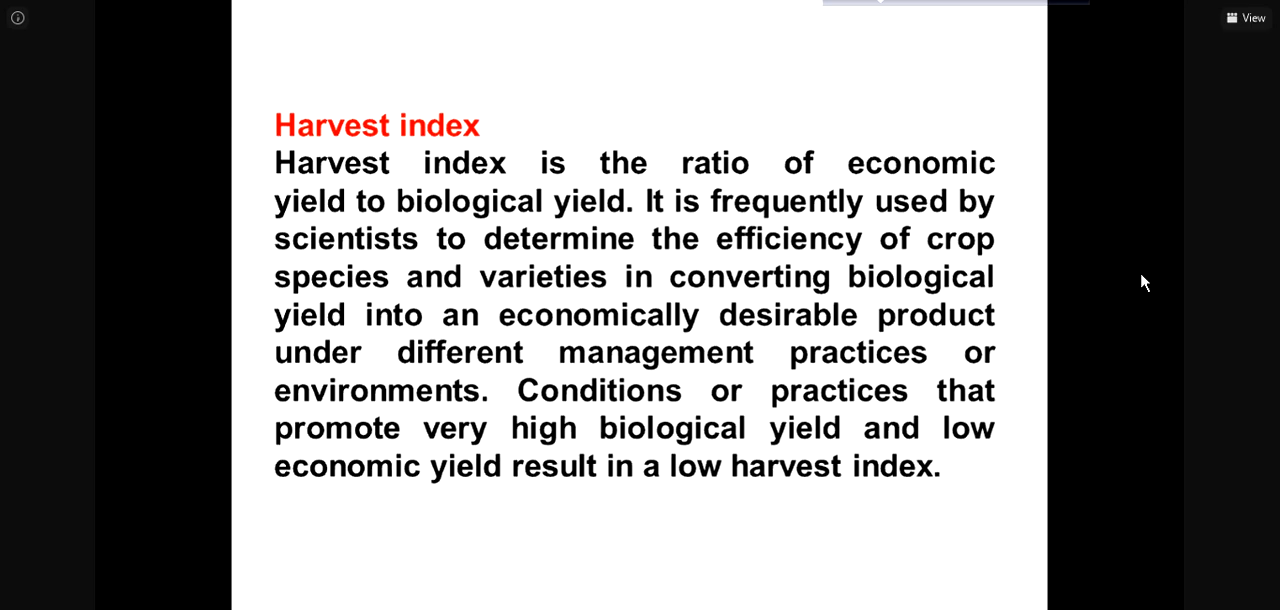 View
Harvest index
Harvest index is the ratio of economic
yield to biological yield. It is frequently used by
scientists to determine the efficiency of crop
species and varieties in converting biological
yield into an economically desirable product
under different management practices or
environments. Conditions or practices that
promote very high biological yield and low
economic yield result in a low harvest index.